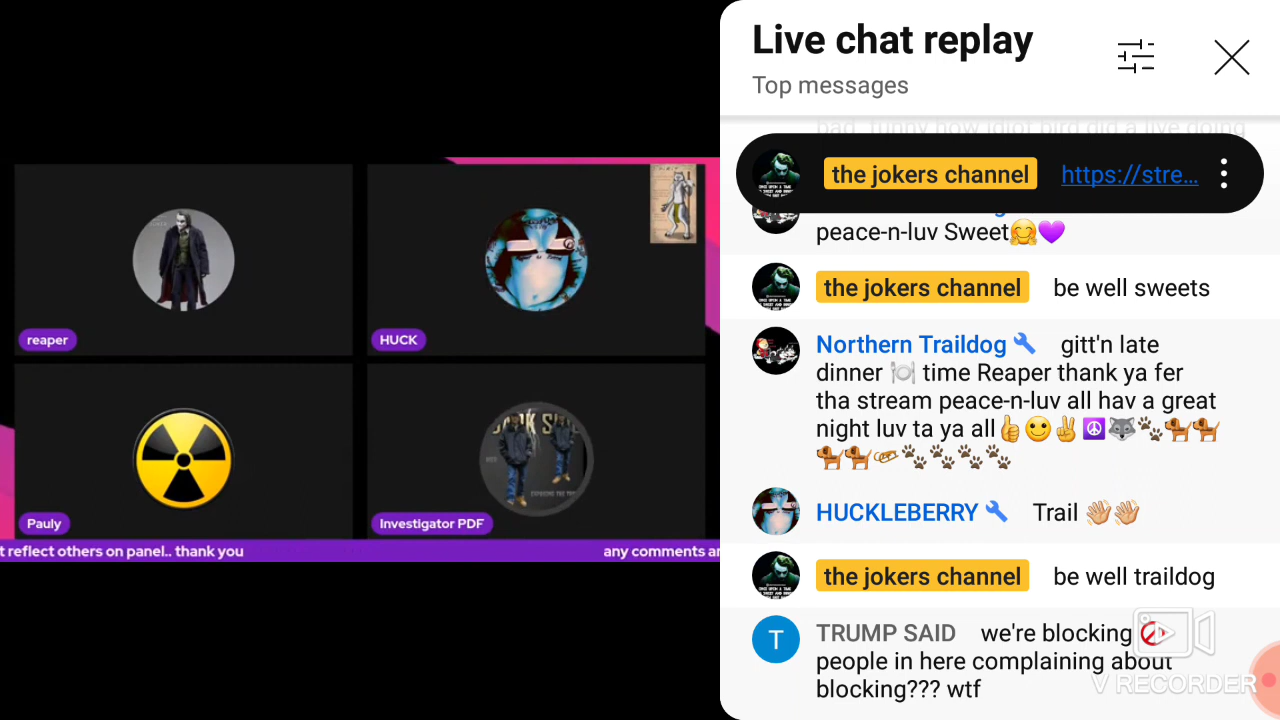 Live chat replay
Top messages
the jokers channel https://stre...
peace-n-luv Sweet🤗💜
the jokers channel be well sweets
Northern Traildog 🔧 gitt'n late
dinner 🍽 time Reaper thank ya fer
tha stream peace-n-luv all hav a great
night luv ta ya all👍🙂✌☮🐺🐾🐕🐕
🐕🐕🪢🐾🐾🐾🐾
HUCKLEBERRY 🔧 Trail 👋🏼👋🏼
the jokers channel be well traildog
T
TRUMP SAID we're blocking 🚫
people in here complaining about
blocking??? wtf
reaper
HUCK
Pauly
Investigator PDF
t reflect others on panel.. thank you
any comments a
V RECORDER